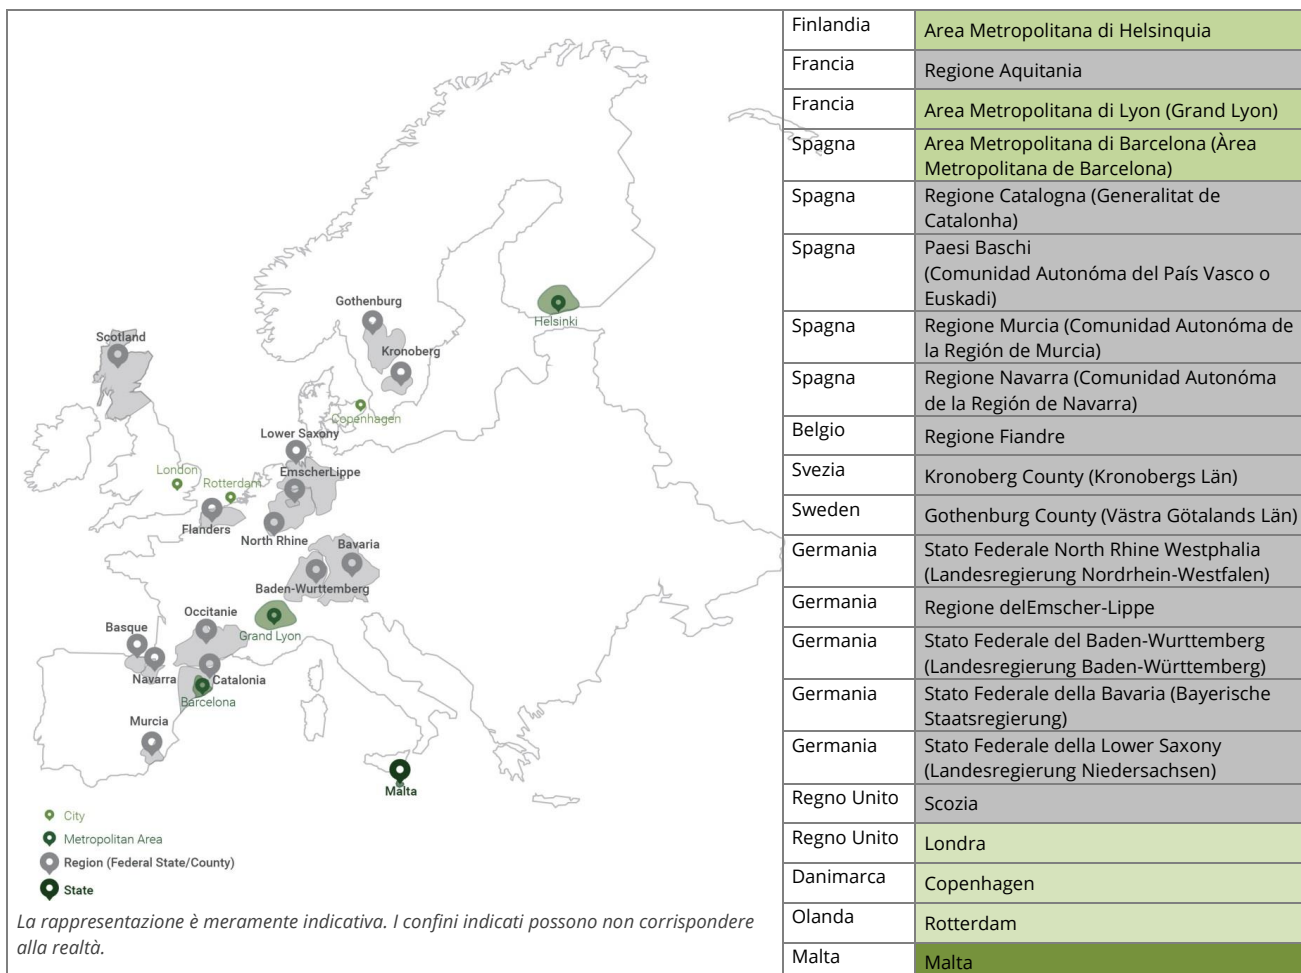 Gothenburg
Helsinki
Scotland
Kronoberg
Copenhagen
Lower Saxony
London
EmscherLippe
Rotterdam
Flanders
North Rhine
Bavaria
Baden-Wurttemberg
Occitanie
Basque
Grand Lyon
Navarra
Catalonia
Barcelona
Murcia
Malta
City
Metropolitan Area
Region (Federal State/County)
State
La rappresentazione è meramente indicativa. I confini indicati possono non corrispondere
alla realtà.
Finlandia Area Metropolitana di Helsinquia
Francia Regione Aquitania
Francia Area Metropolitana di Lyon (Grand Lyon)
Spagna Area Metropolitana di Barcelona (Àrea
Metropolitana de Barcelona)
Spagna Regione Catalogna (Generalitat de
Catalonha)
Spagna Paesi Baschi
(Comunidad Autonóma del País Vasco o
Euskadi)
Spagna Regione Murcia (Comunidad Autonóma de
la Región de Murcia)
Spagna Regione Navarra (Comunidad Autonóma
de la Región de Navarra)
Belgio Regione Fiandre
Svezia Kronoberg County (Kronobergs Län)
Sweden Gothenburg County (Västra Götalands Län)
Germania Stato Federale North Rhine Westphalia
(Landesregierung Nordrhein-Westfalen)
Germania Regione delEmscher-Lippe
Germania Stato Federale del Baden-Wurttemberg
(Landesregierung Baden-Württemberg)
Germania Stato Federale della Bavaria (Bayerische
Staatsregierung)
Germania Stato Federale della Lower Saxony
(Landesregierung Niedersachsen)
Regno Unito Scozia
Regno Unito Londra
Danimarca Copenhagen
Olanda Rotterdam
Malta Malta